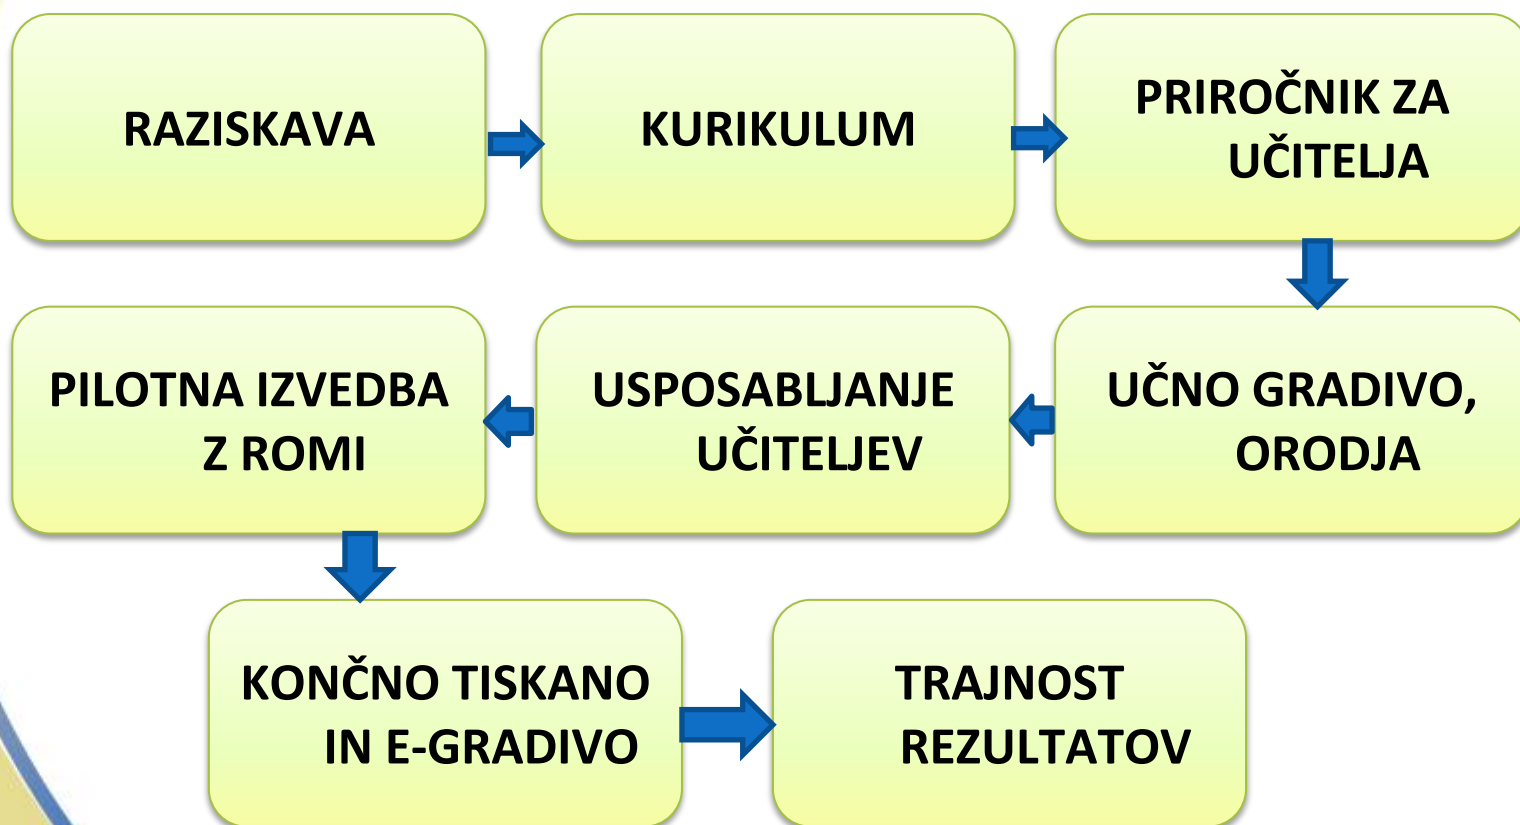 RAZISKAVA
KURIKULUM
PRIROČNIK ZA
UČITELJA
UČNO GRADIVO,
ORODJA
USPOSABLJANJE
UČITELJEV
PILOTNA IZVEDBA
Z ROMI
KONČNO TISKANO
IN E-GRADIVO
TRAJNOST
REZULTATOV